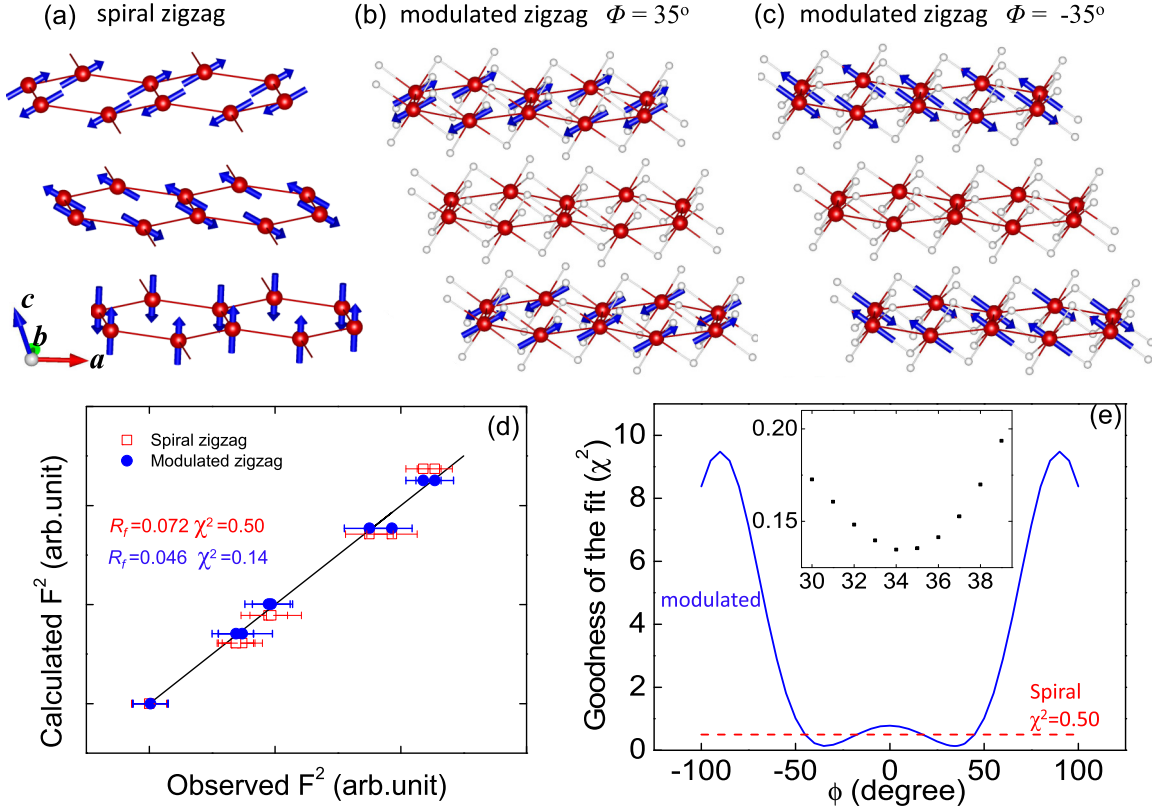 (a) spiral zigzag
(b) modulated zigzag Φ = 35°
(c) modulated zigzag Φ = -35°
c
b
a
(d)
Spiral zigzag
Modulated zigzag
R_f=0.072 χ²=0.50
R_f=0.046 χ²=0.14
Calculated F² (arb.unit)
Observed F² (arb.unit)
(e)
Goodness of the fit (χ²)
10
8
6
4
2
0
0.20
0.15
30 32 34 36 38
modulated
Spiral
χ²=0.50
-100 -50 0 50 100
ϕ (degree)